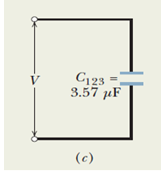 V
C₁₂₃ =
3.57 μF
(c)